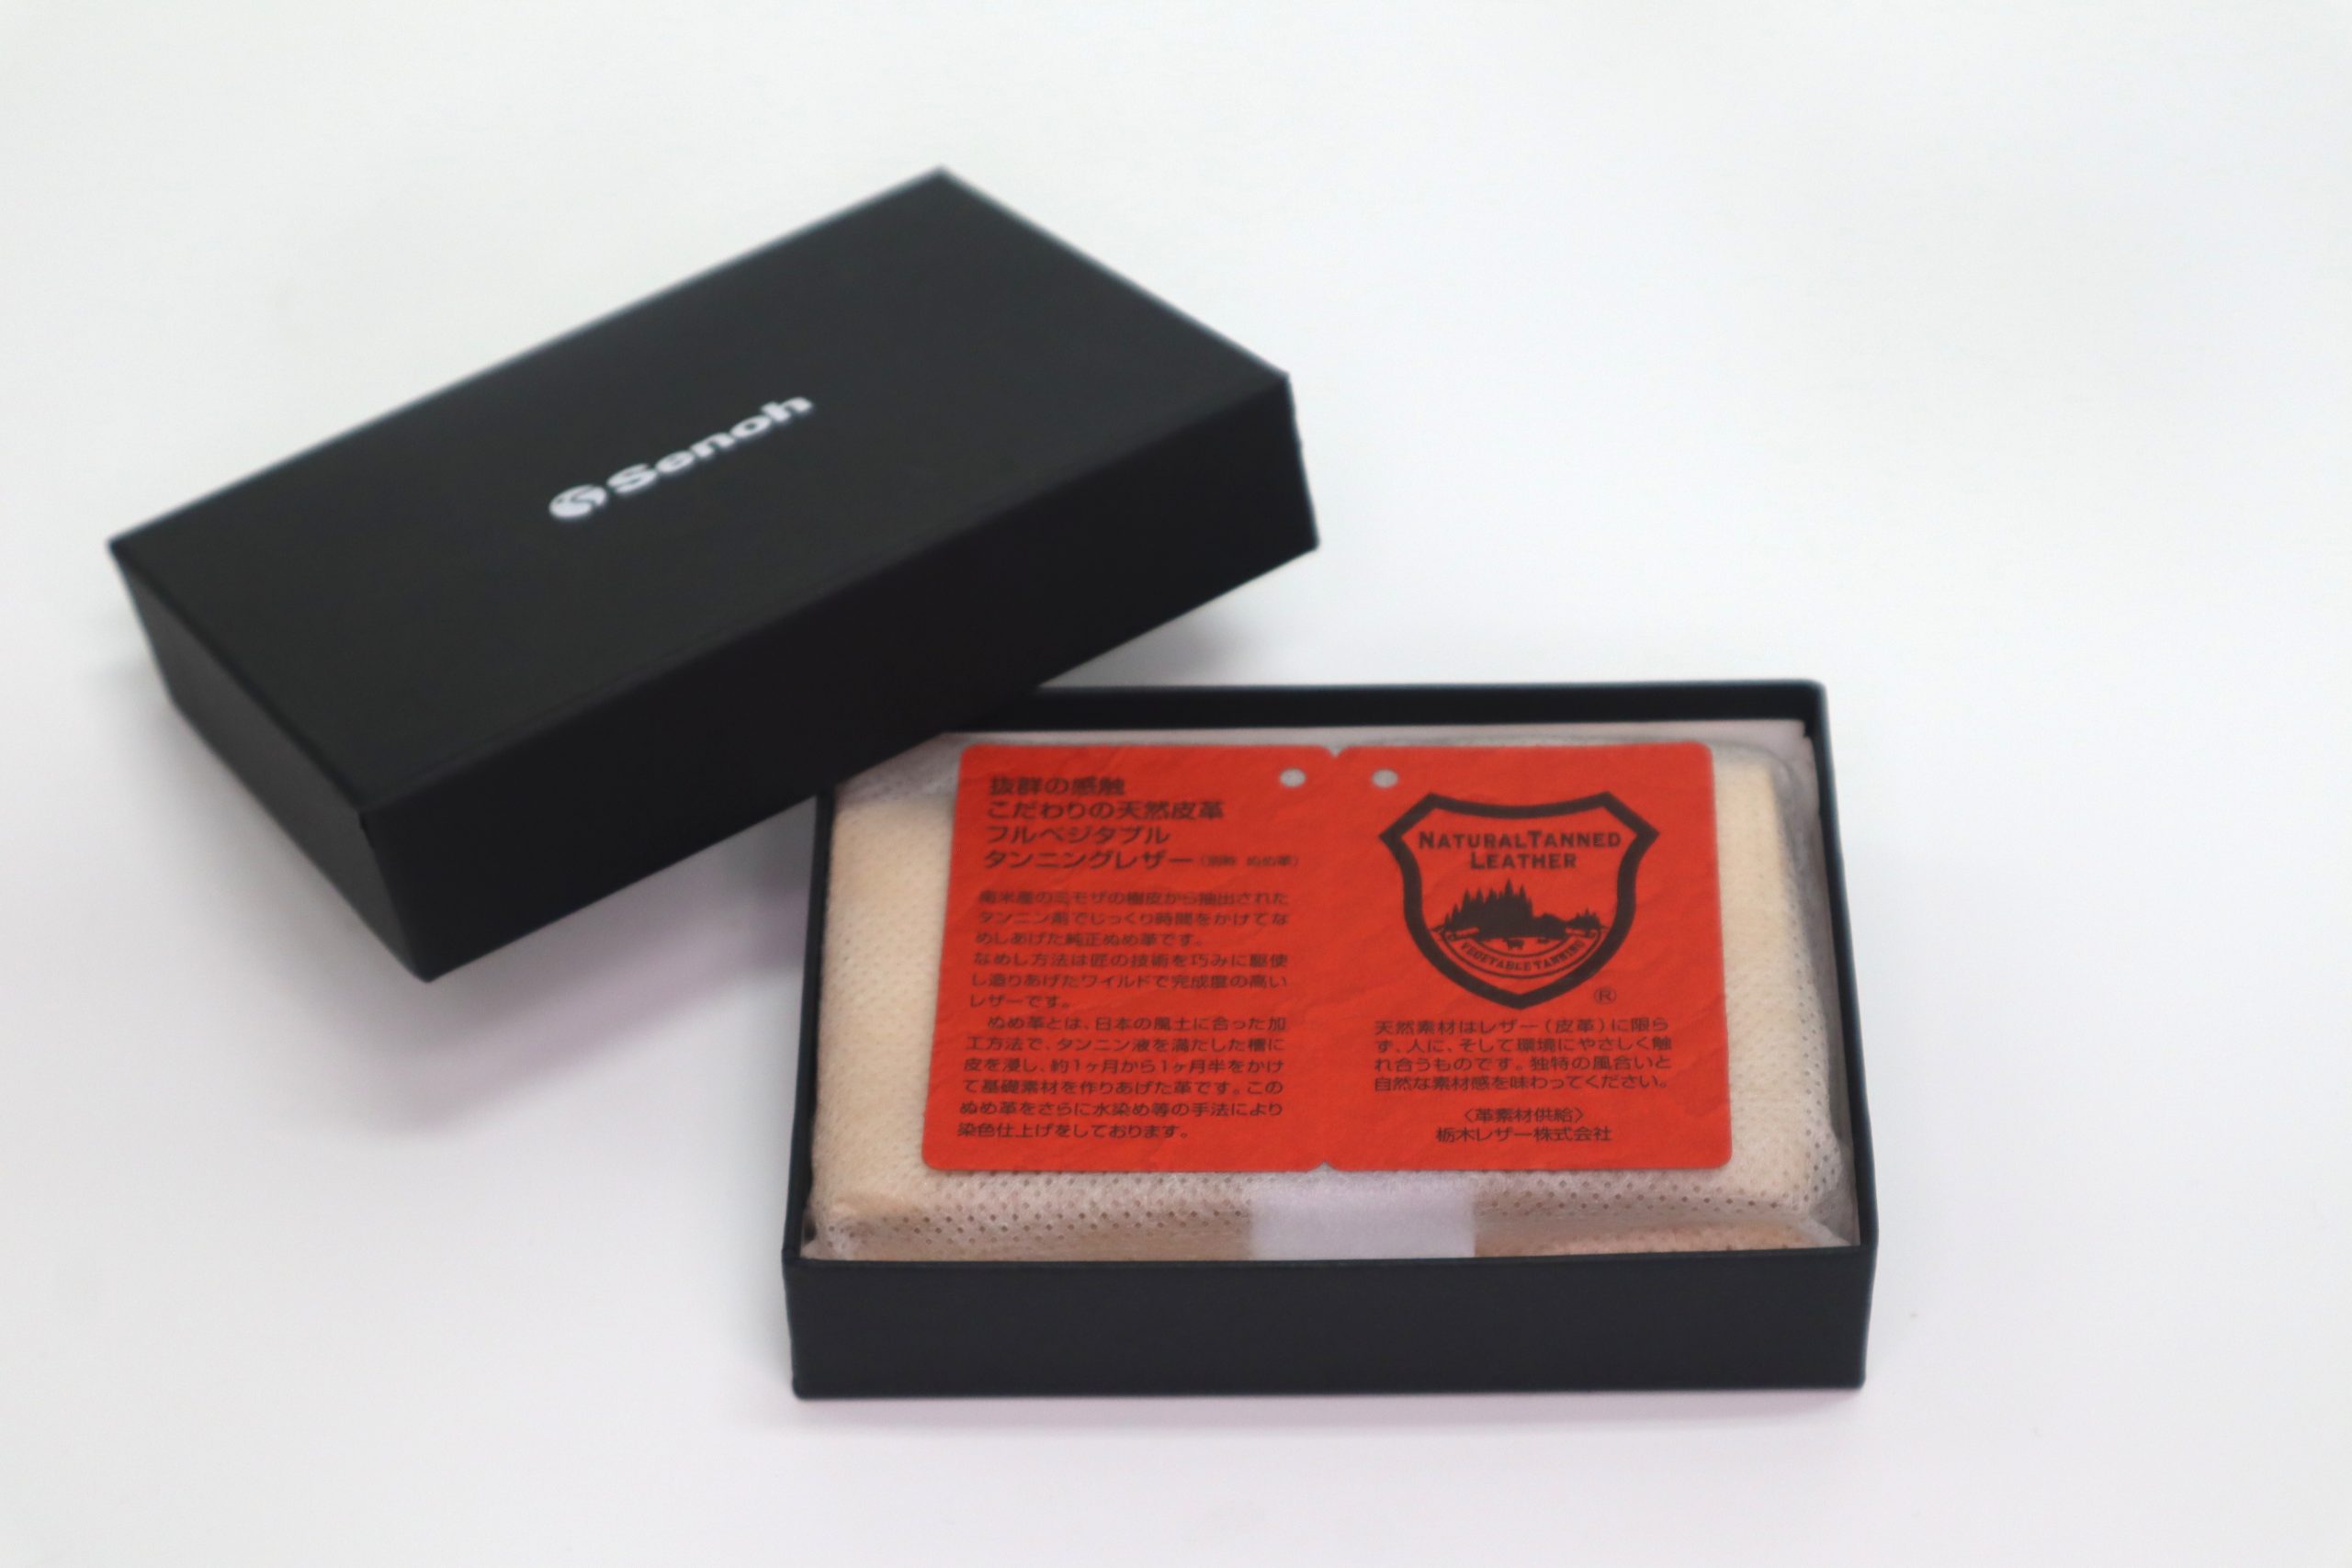 Senoh
抜群の感触
こだわりの天然皮革
フルベジタブル
タンニングレザー（別称 ぬめ革）
南米産のミモザの樹皮から抽出された
タンニン剤でじっくり時間をかけてな
めしあげた純正ぬめ革です。
なめし方法は匠の技術を巧みに駆使
し造りあげたワイルドで完成度の高い
レザーです。
ぬめ革とは、日本の風土に合った加
工方法で、タンニン液を満たした槽に
皮を浸し、約1ヶ月から1ヶ月半をかけ
て基礎素材を作りあげた革です。この
ぬめ革をさらに水染め等の手法により
染色仕上げをしております。
NATURAL TANNED
LEATHER
VEGETABLE TANNING
®
天然素材はレザー（皮革）に限ら
ず、人に、そして環境にやさしく触
れ合うものです。独特の風合いと
自然な素材感を味わってください。
〈革素材供給〉
栃木レザー株式会社